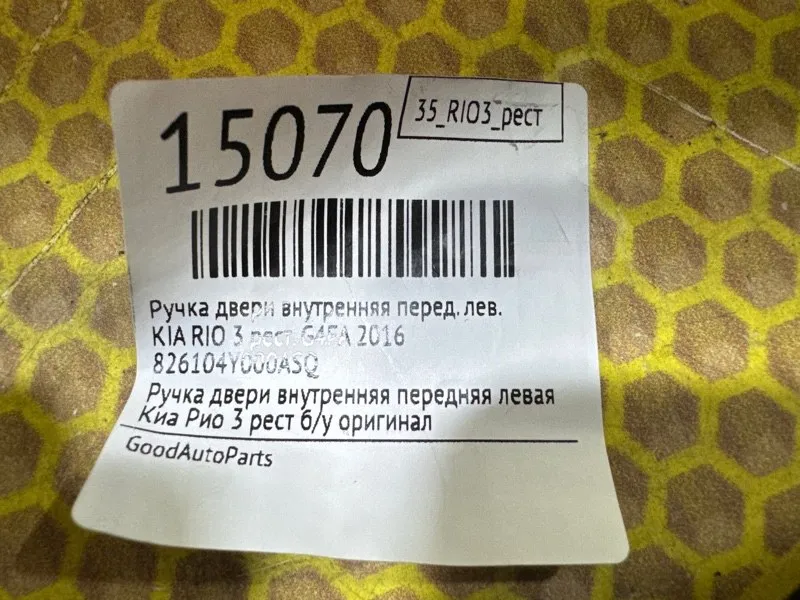 15070
35_RIO3_рест
Ручка двери внутренняя перед. лев.
KIA RIO 3 рест. G4FA 2016
826104Y000ASQ
Ручка двери внутренняя передняя левая
Киа Рио 3 рест б/у оригинал
GoodAutoParts